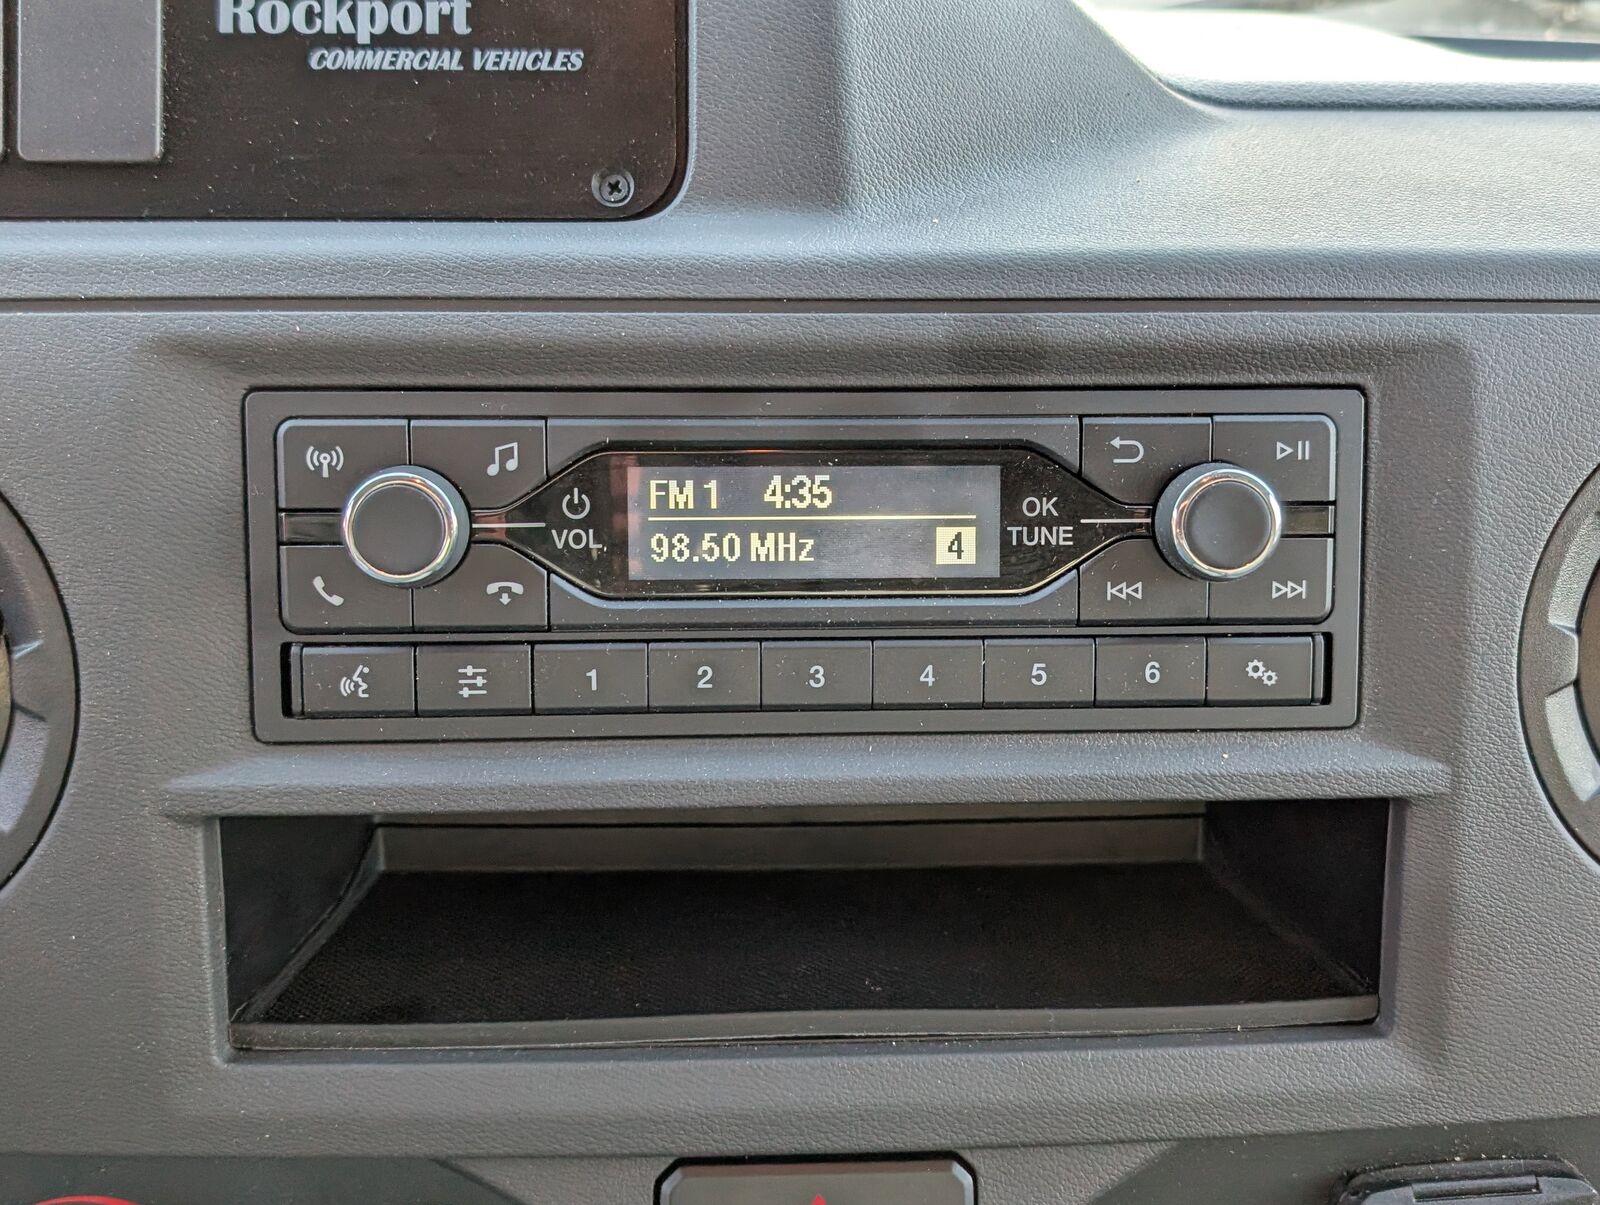 Rockport
COMMERCIAL VEHICLES
FM 1 4:35
98.50 MHz 4
VOL
OK
TUNE
1 2 3 4 5 6